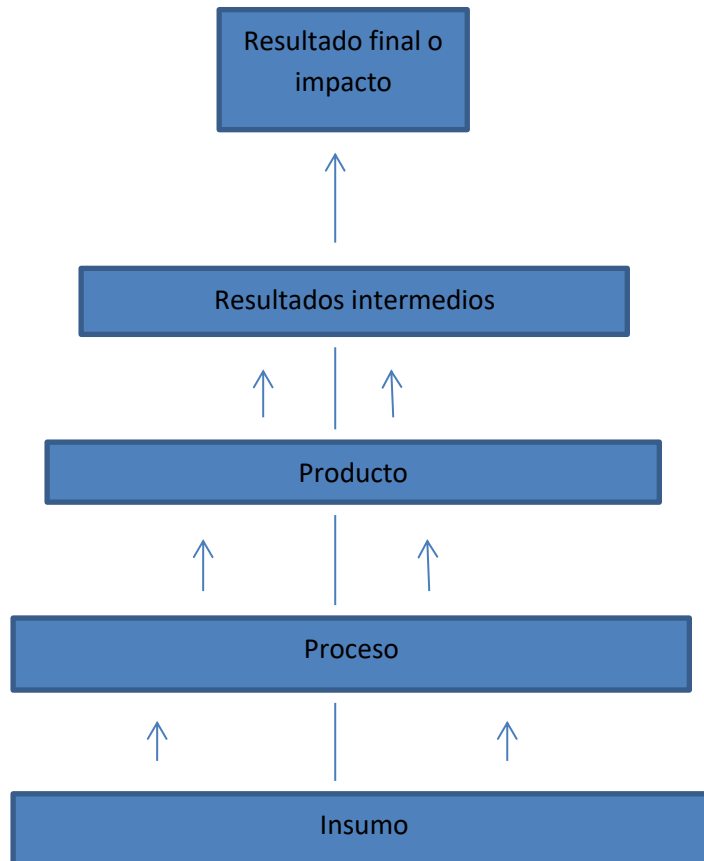 Resultado final o
impacto
Resultados intermedios
Producto
Proceso
Insumo